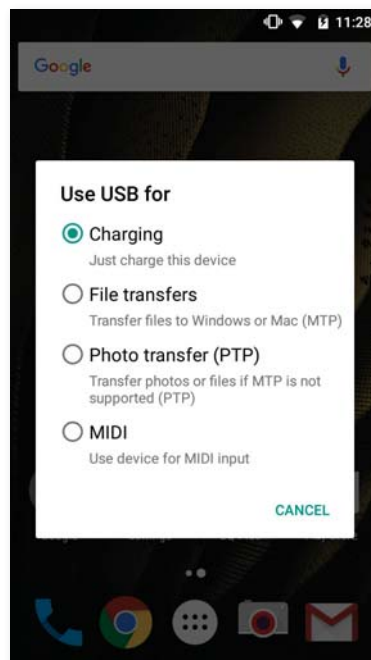 11:28
Google
Use USB for
Charging
Just charge this device
File transfers
Transfer files to Windows or Mac (MTP)
Photo transfer (PTP)
Transfer photos or files if MTP is not
supported (PTP)
MIDI
Use device for MIDI input
CANCEL